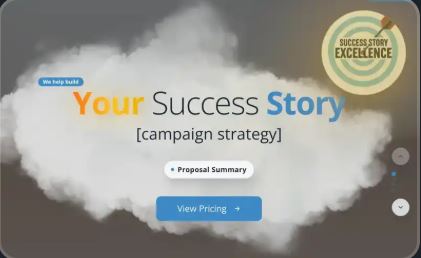 SUCCESS STORY
EXCELLENCE
We help build
Your Success Story
[campaign strategy]
Proposal Summary
View Pricing